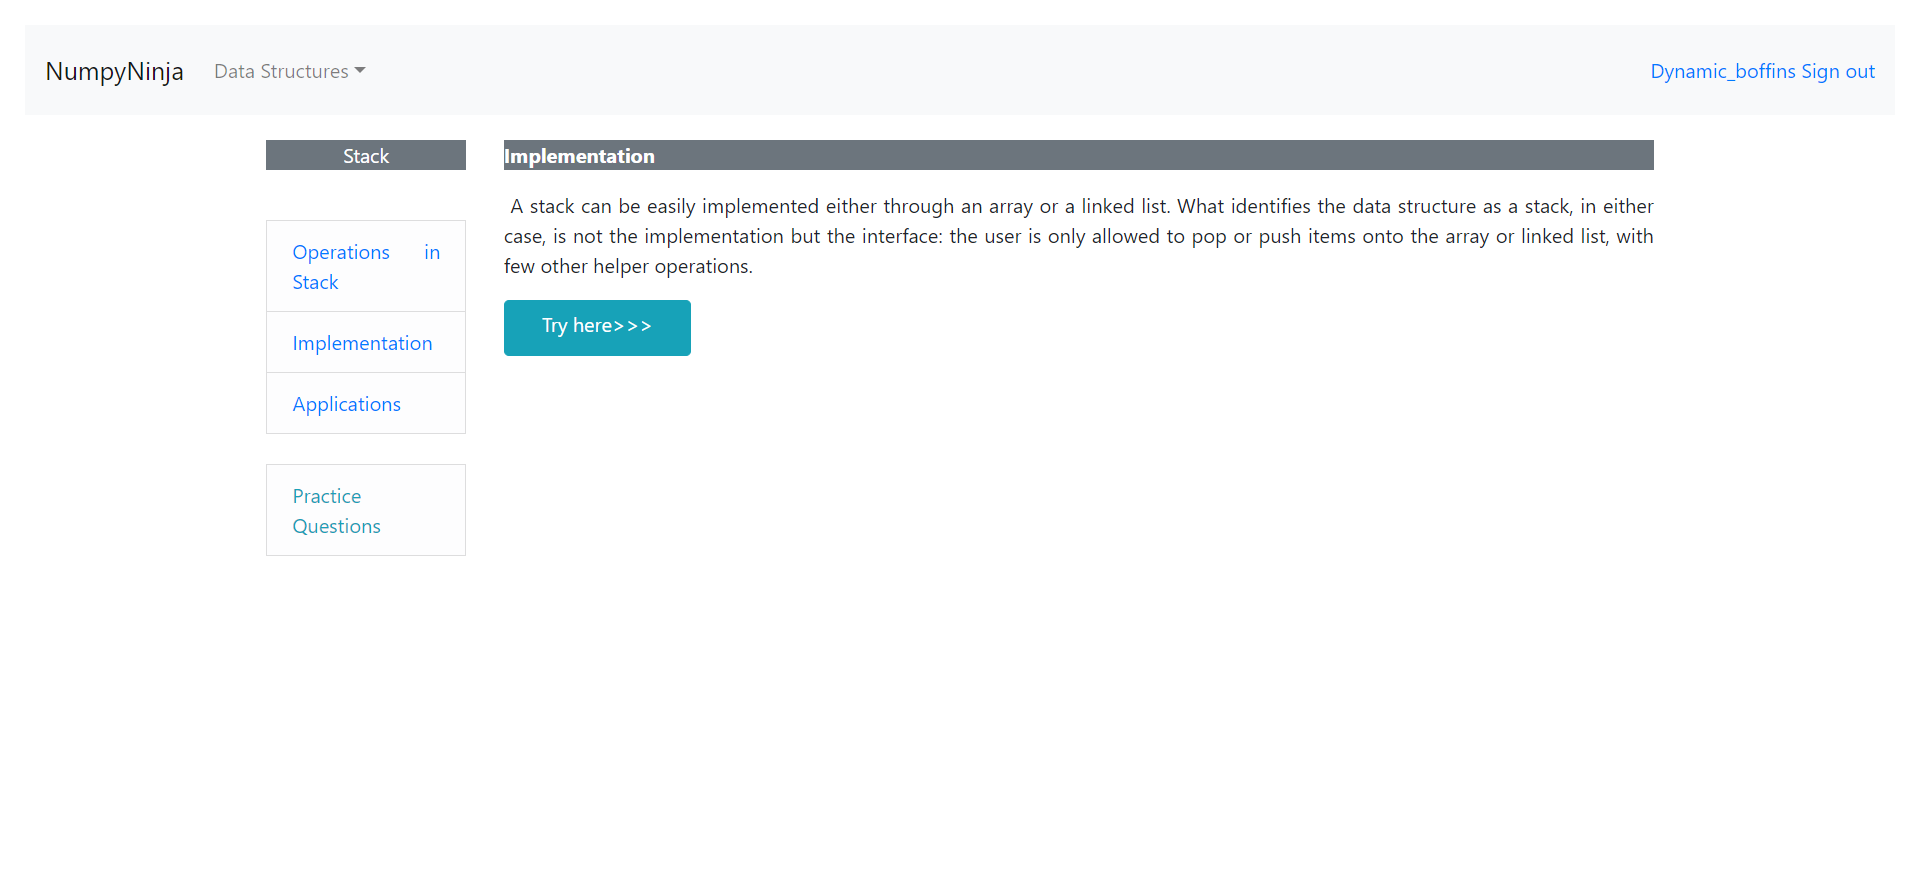 NumpyNinja Data Structures Dynamic_boffins Sign out
Stack
Operations in
Stack
Implementation
Applications
Practice
Questions
Implementation
A stack can be easily implemented either through an array or a linked list. What identifies the data structure as a stack, in either
case, is not the implementation but the interface: the user is only allowed to pop or push items onto the array or linked list, with
few other helper operations.
Try here>>>